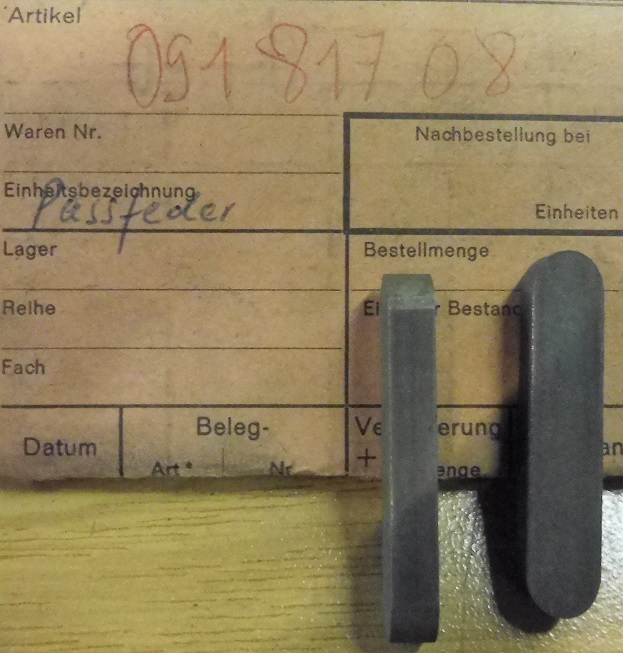 Artikel
091 817 08
Waren Nr.
Nachbestellung bei
Einheitsbezeichnung
Passfeder
Einheiten
Lager
Bestellmenge
Reihe
Bestand
Fach
Datum
Beleg-
Art
Nr
+